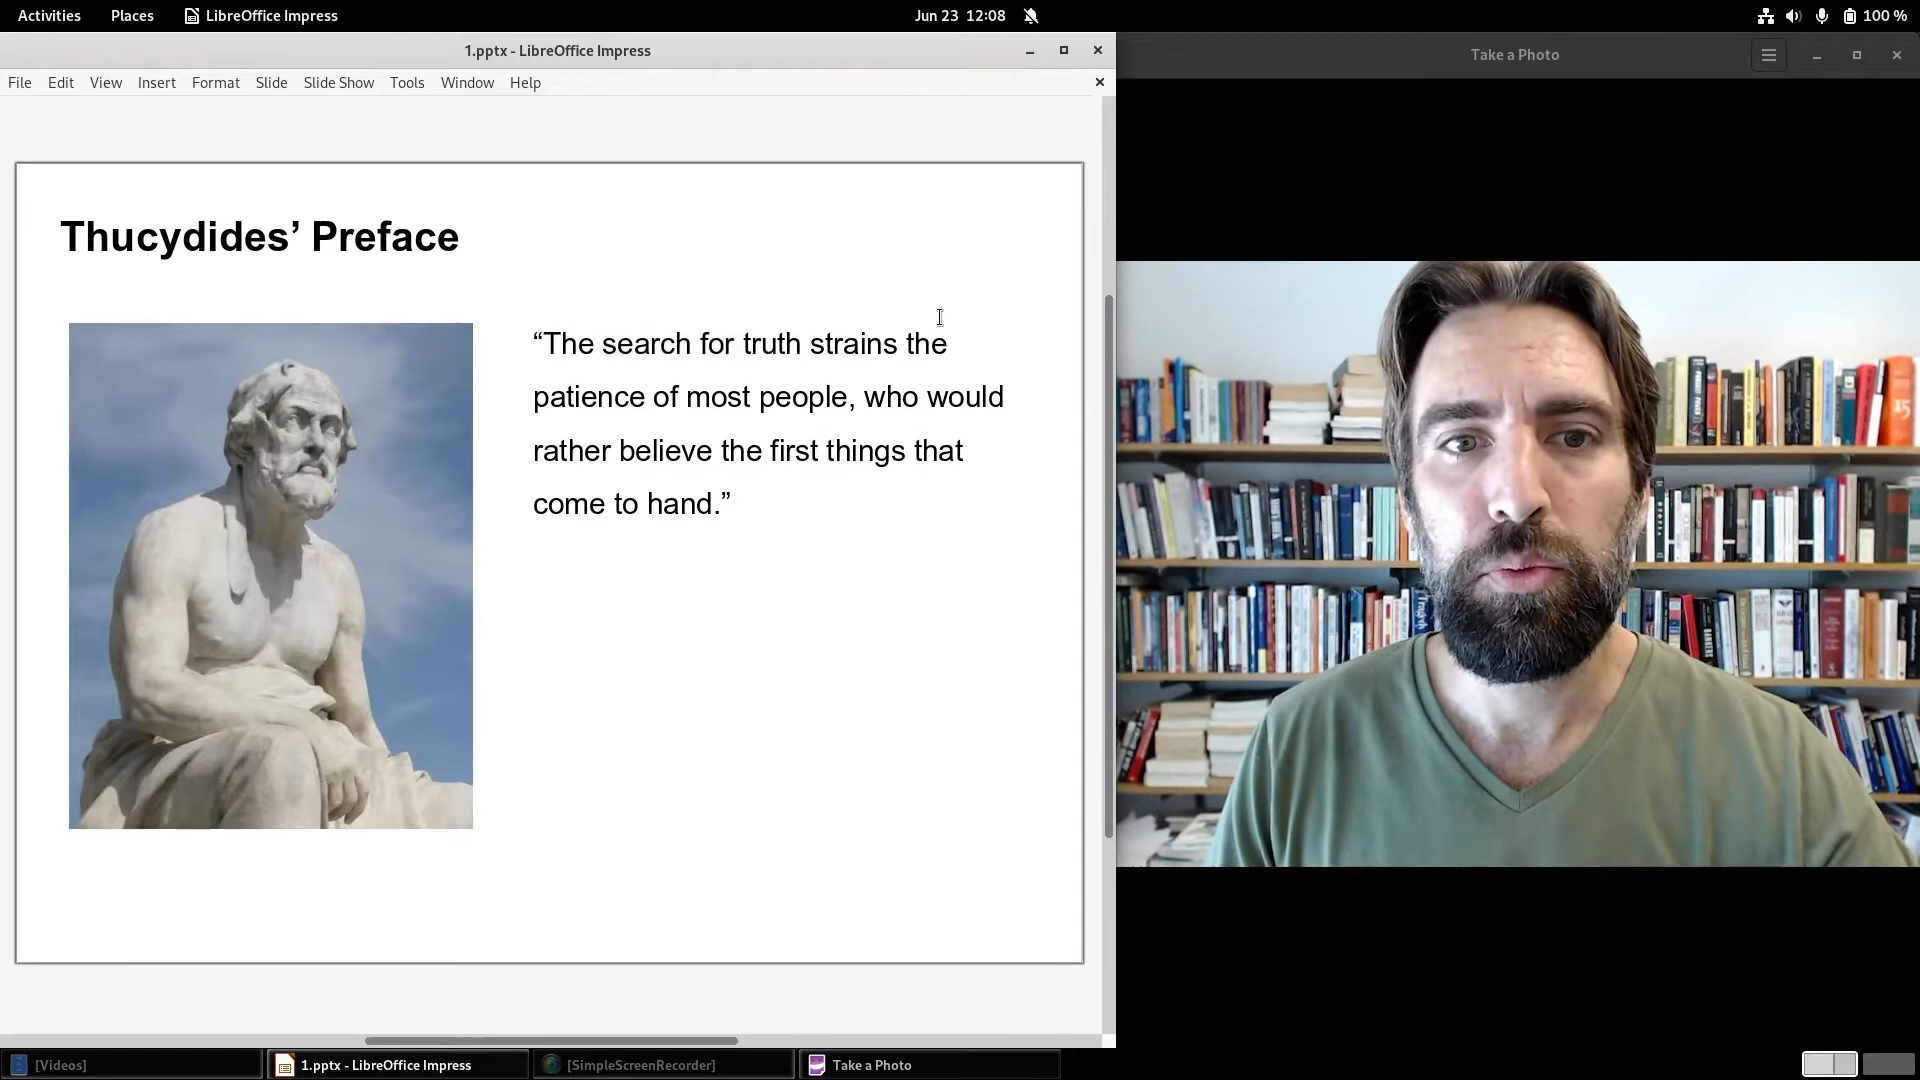 Activities Places LibreOffice Impress Jun 23 12:08 100 %
1.pptx - LibreOffice Impress
Take a Photo
File Edit View Insert Format Slide Slide Show Tools Window Help
Thucydides’ Preface
“The search for truth strains the
patience of most people, who would
rather believe the first things that
come to hand.”
[Videos] 1.pptx - LibreOffice Impress [SimpleScreenRecorder] Take a Photo